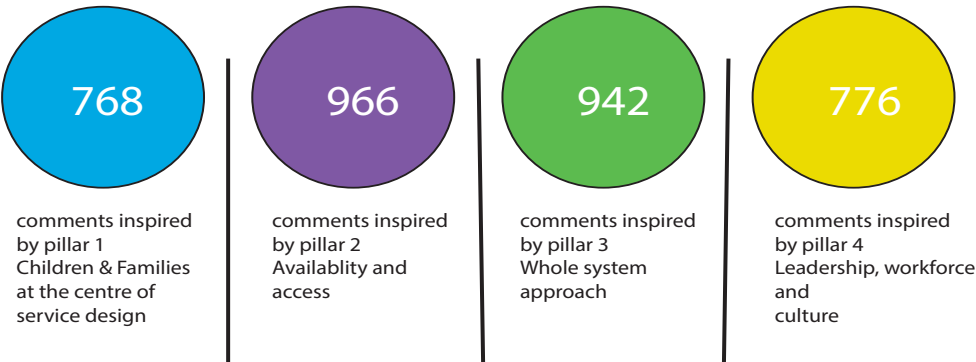 768
comments inspired
by pillar 1
Children & Families
at the centre of
service design
966
comments inspired
by pillar 2
Availablity and
access
942
comments inspired
by pillar 3
Whole system
approach
776
comments inspired
by pillar 4
Leadership, workforce
and
culture